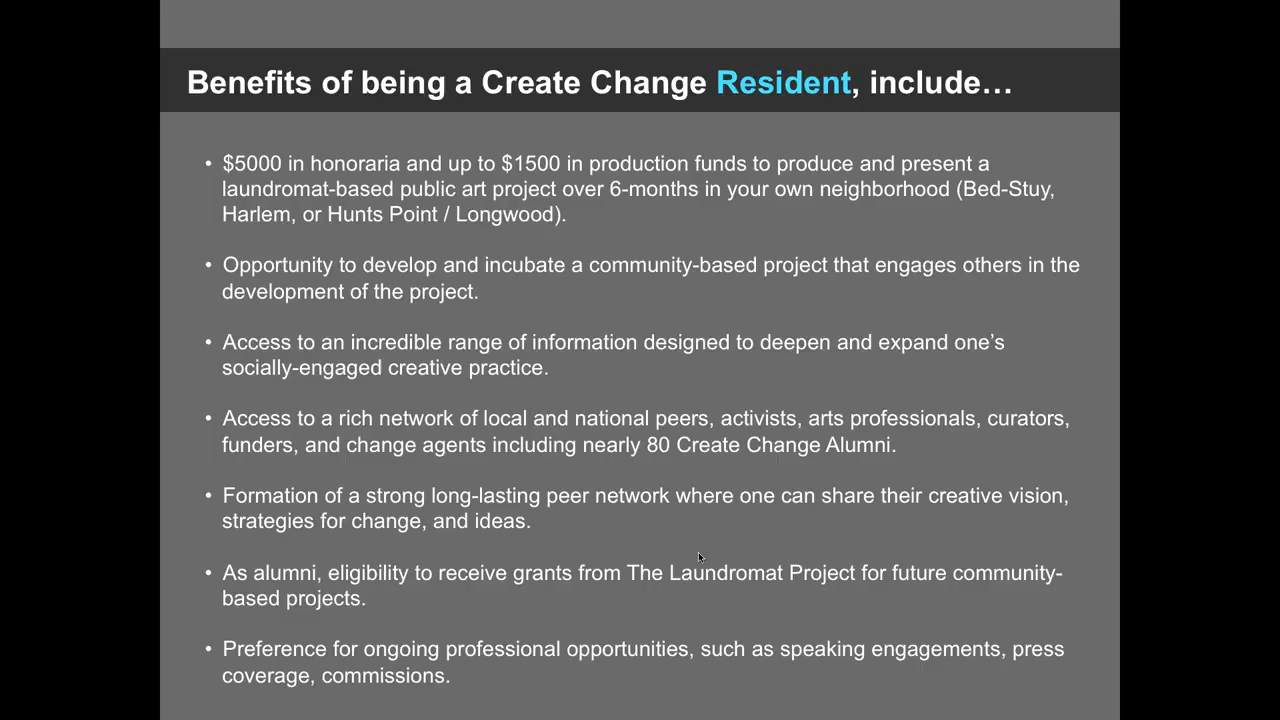 Benefits of being a Create Change Resident, include…
• $5000 in honoraria and up to $1500 in production funds to produce and present a
laundromat-based public art project over 6-months in your own neighborhood (Bed-Stuy,
Harlem, or Hunts Point / Longwood).
• Opportunity to develop and incubate a community-based project that engages others in the
development of the project.
• Access to an incredible range of information designed to deepen and expand one’s
socially-engaged creative practice.
• Access to a rich network of local and national peers, activists, arts professionals, curators,
funders, and change agents including nearly 80 Create Change Alumni.
• Formation of a strong long-lasting peer network where one can share their creative vision,
strategies for change, and ideas.
• As alumni, eligibility to receive grants from The Laundromat Project for future community-
based projects.
• Preference for ongoing professional opportunities, such as speaking engagements, press
coverage, commissions.